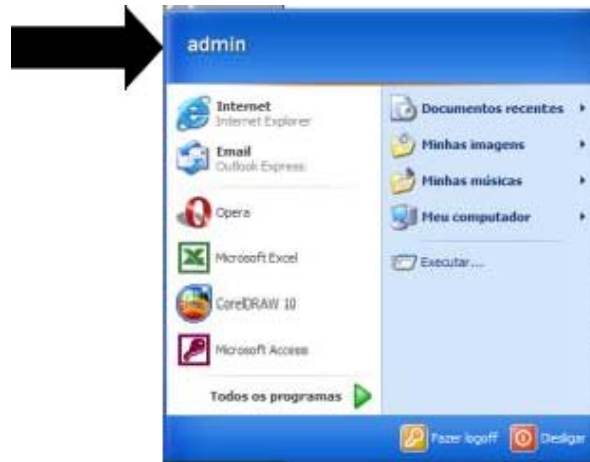 admin
Internet
Internet Explorer
Email
Outlook Express
Opera
Microsoft Excel
CorelDRAW 10
Microsoft Access
Todos os programas
Documentos recentes
Minhas imagens
Minhas músicas
Meu computador
Executar...
Fazer logoff
Desligar